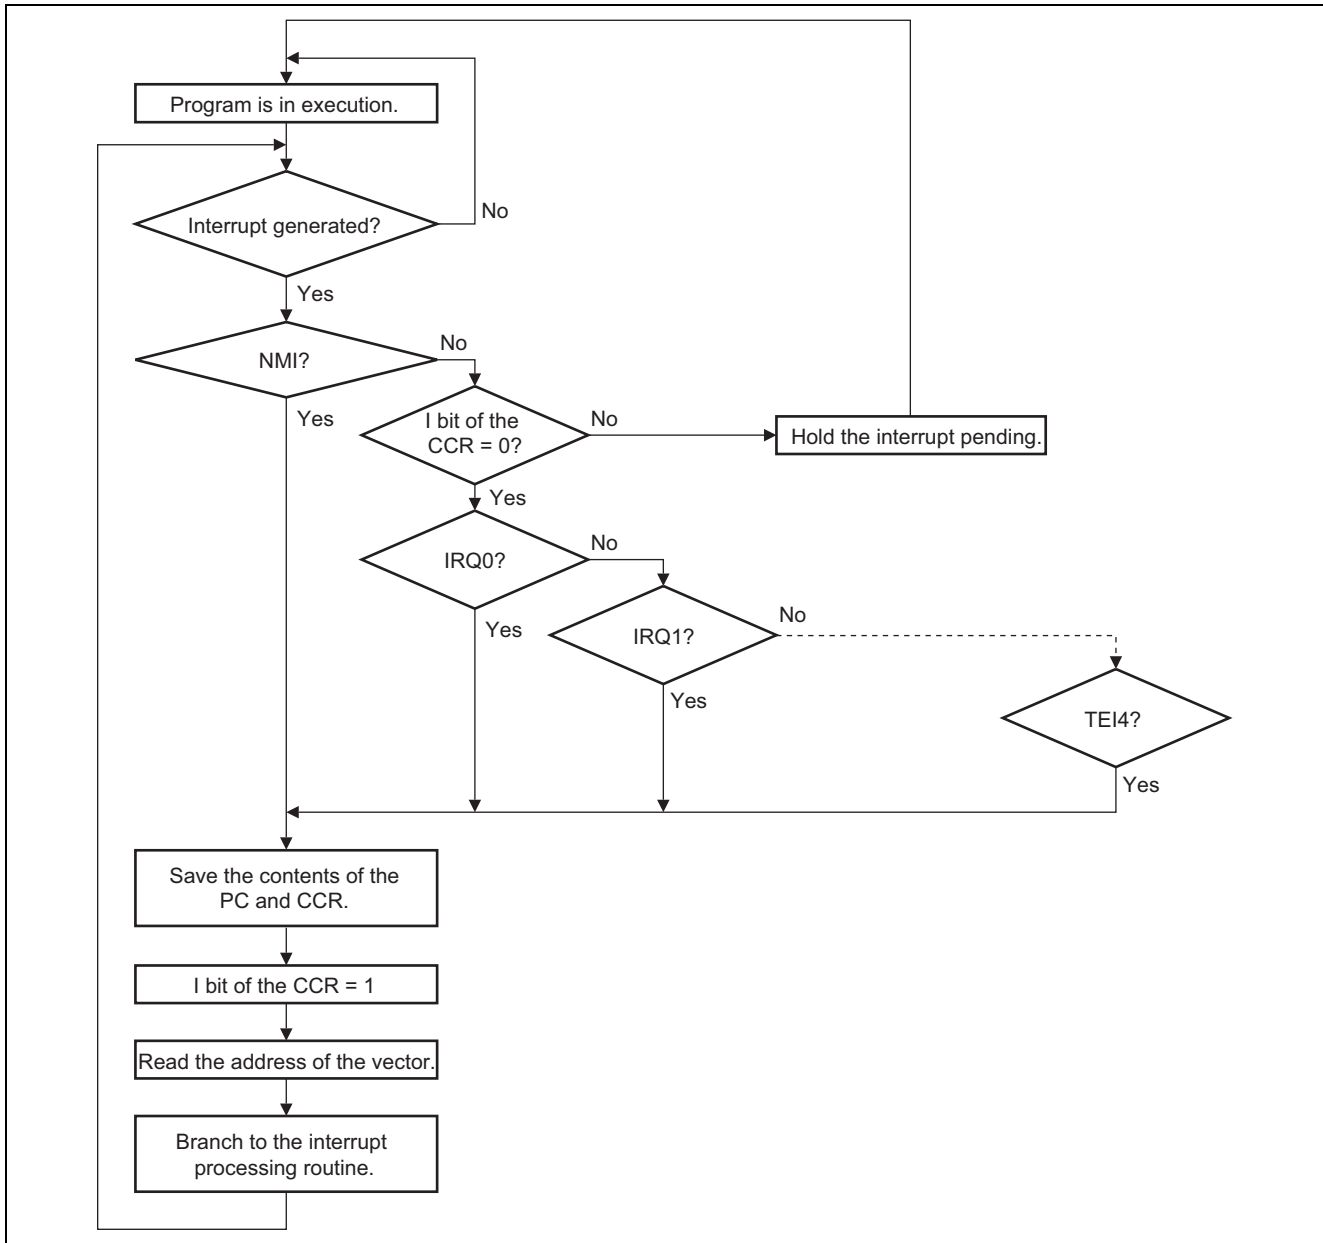 Program is in execution.
Interrupt generated?
No
Yes
NMI?
No
Yes
I bit of the
CCR = 0?
No
Hold the interrupt pending.
Yes
IRQ0?
No
Yes
IRQ1?
No
Yes
TEI4?
Yes
Save the contents of the
PC and CCR.
I bit of the CCR = 1
Read the address of the vector.
Branch to the interrupt
processing routine.